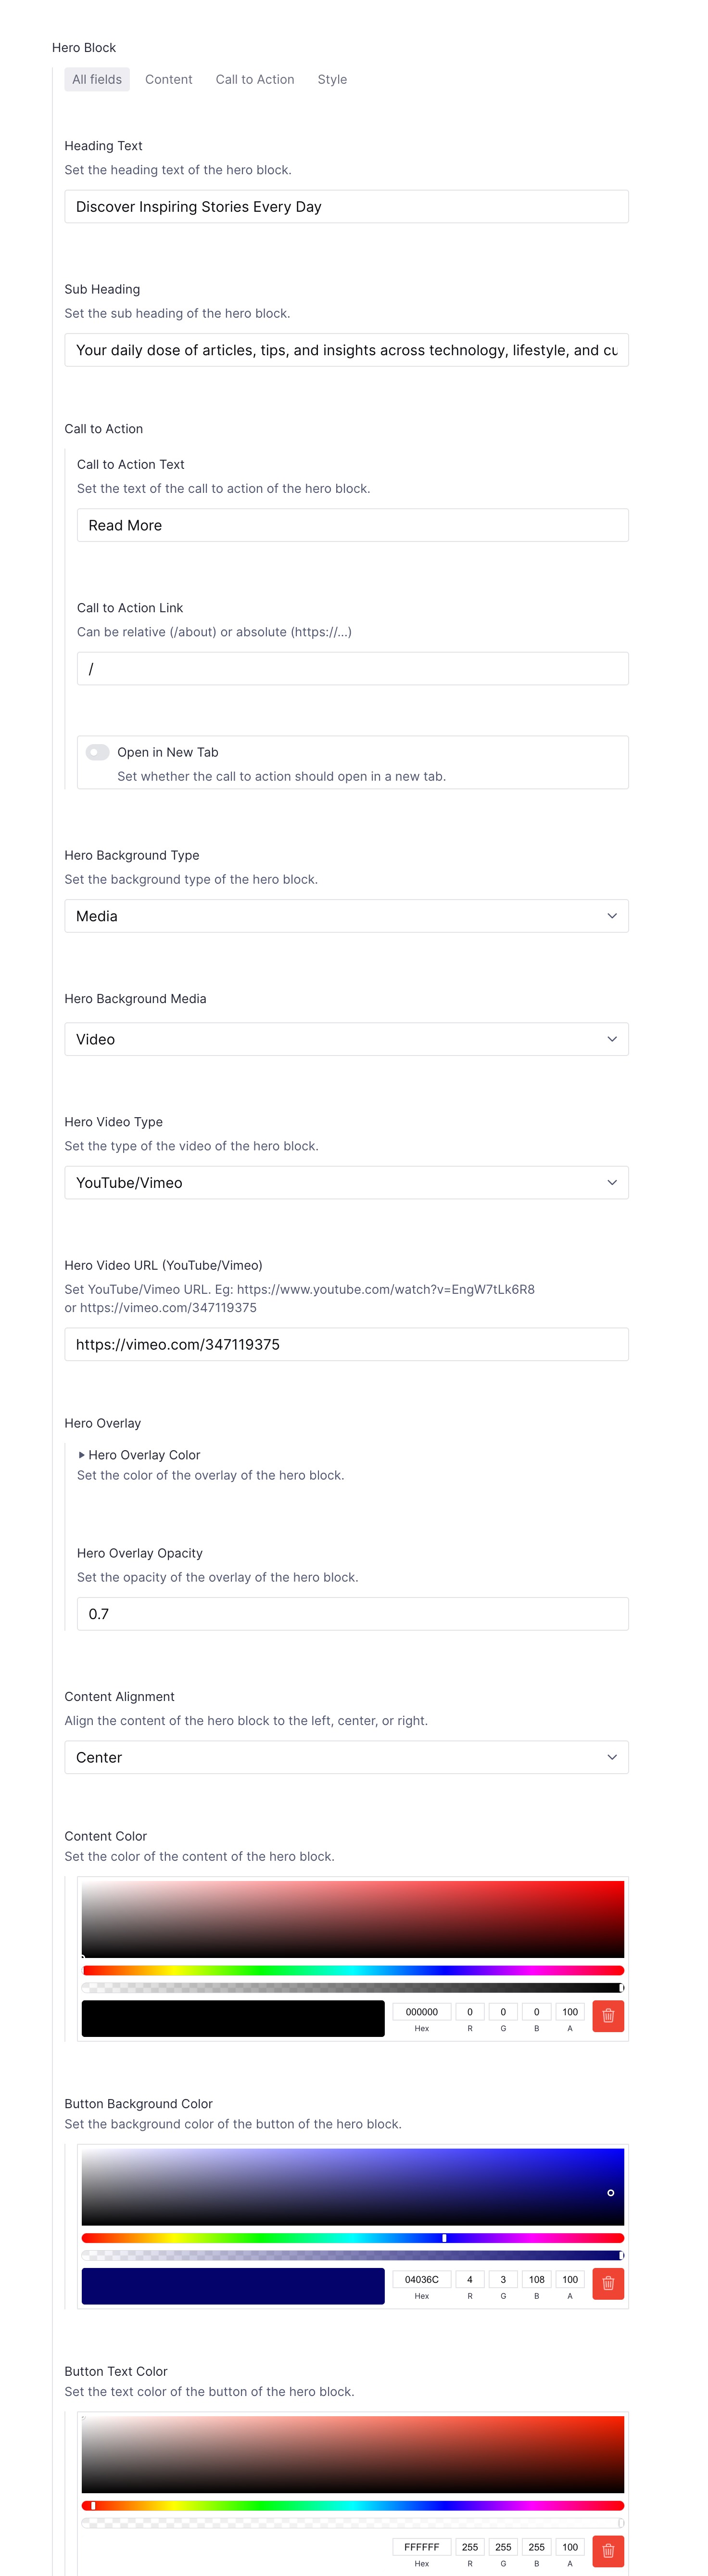 Hero Block
All fields Content Call to Action Style
Heading Text
Set the heading text of the hero block.
Discover Inspiring Stories Every Day
Sub Heading
Set the sub heading of the hero block.
Your daily dose of articles, tips, and insights across technology, lifestyle, and cu
Call to Action
Call to Action Text
Set the text of the call to action of the hero block.
Read More
Call to Action Link
Can be relative (/about) or absolute (https://...)
/
Open in New Tab
Set whether the call to action should open in a new tab.
Hero Background Type
Set the background type of the hero block.
Media
Hero Background Media
Video
Hero Video Type
Set the type of the video of the hero block.
YouTube/Vimeo
Hero Video URL (YouTube/Vimeo)
Set YouTube/Vimeo URL. Eg: https://www.youtube.com/watch?v=EngW7tLk6R8
or https://vimeo.com/347119375
https://vimeo.com/347119375
Hero Overlay
Hero Overlay Color
Set the color of the overlay of the hero block.
Hero Overlay Opacity
Set the opacity of the overlay of the hero block.
0.7
Content Alignment
Align the content of the hero block to the left, center, or right.
Center
Content Color
Set the color of the content of the hero block.
000000 0 0 0 100
Hex R G B A
Button Background Color
Set the background color of the button of the hero block.
04036C 4 3 108 100
Hex R G B A
Button Text Color
Set the text color of the button of the hero block.
FFFFFF 255 255 255 100
Hex R G B A